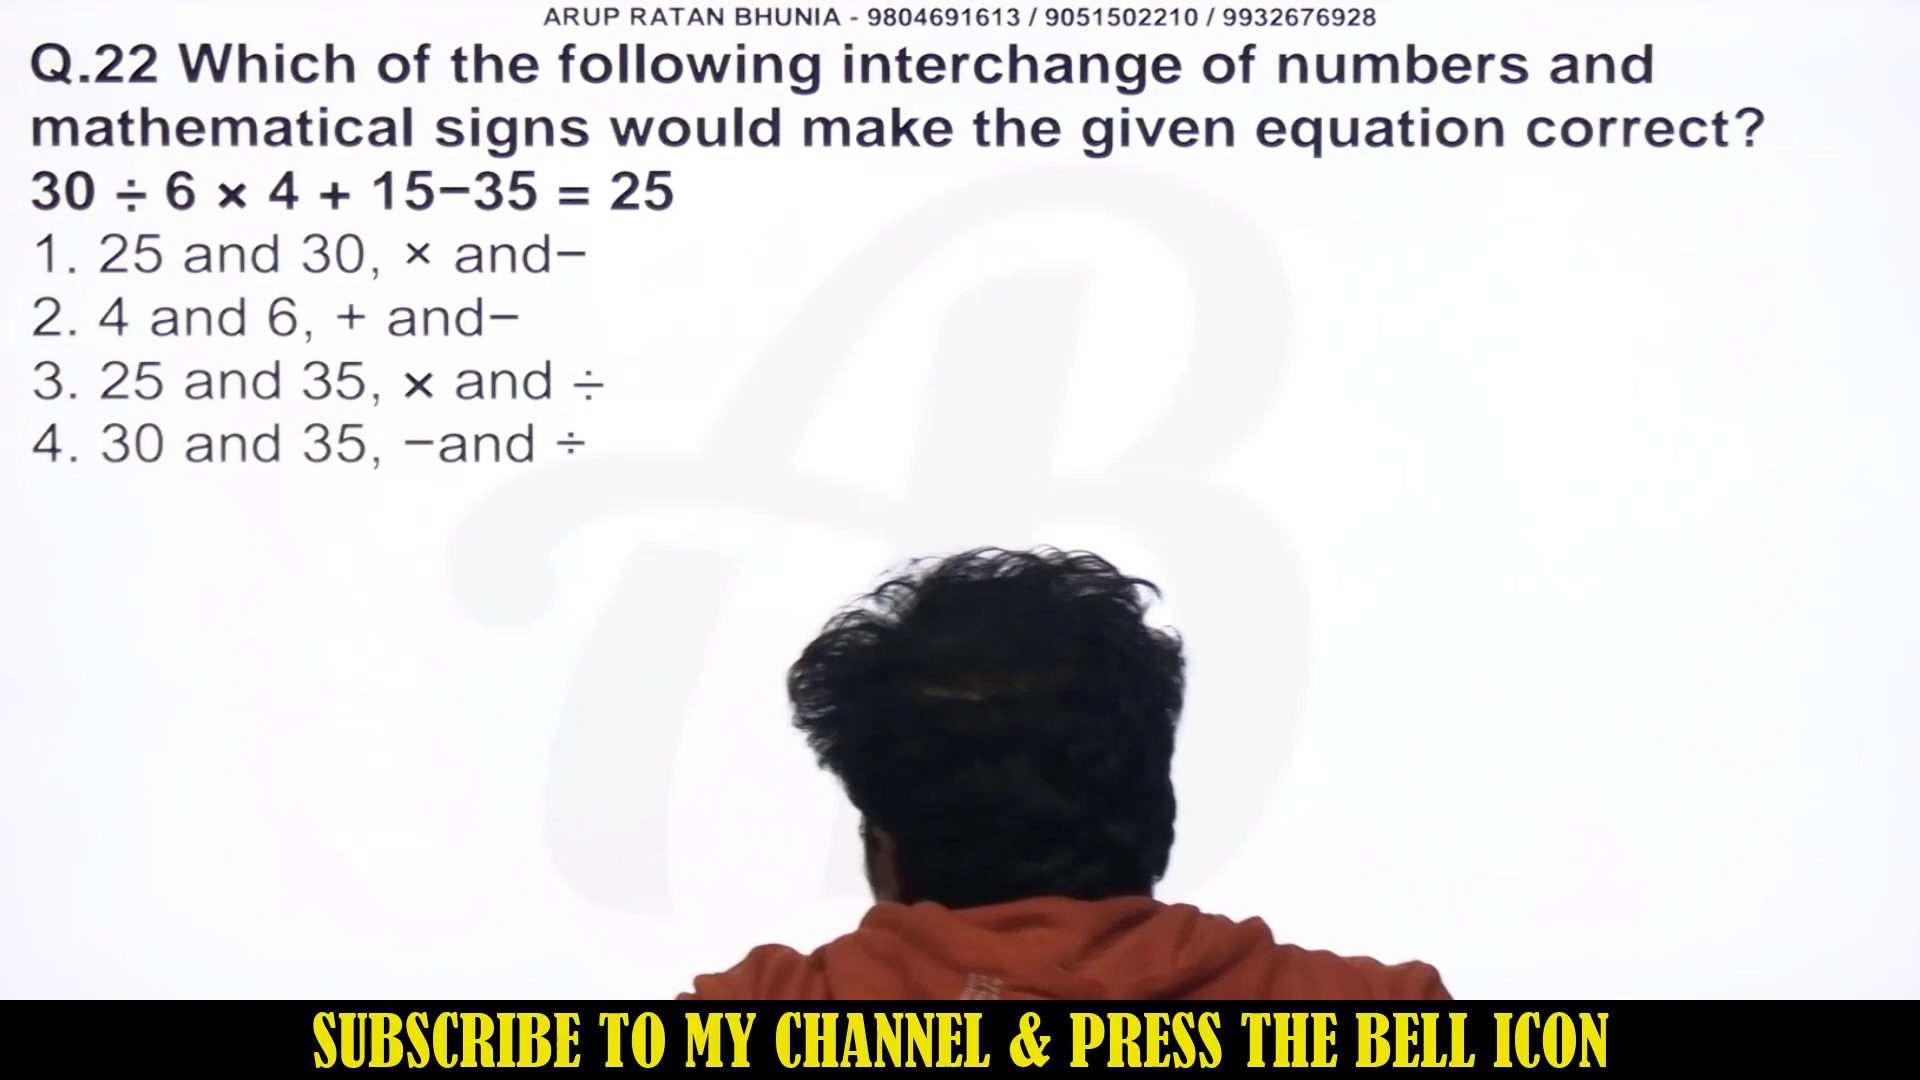 ARUP RATAN BHUNIA - 9804691613 / 9051502210 / 9932676928
Q.22 Which of the following interchange of numbers and
mathematical signs would make the given equation correct?
30 ÷ 6 × 4 + 15−35 = 25
1. 25 and 30, × and−
2. 4 and 6, + and−
3. 25 and 35, × and ÷
4. 30 and 35, −and ÷
SUBSCRIBE TO MY CHANNEL & PRESS THE BELL ICON